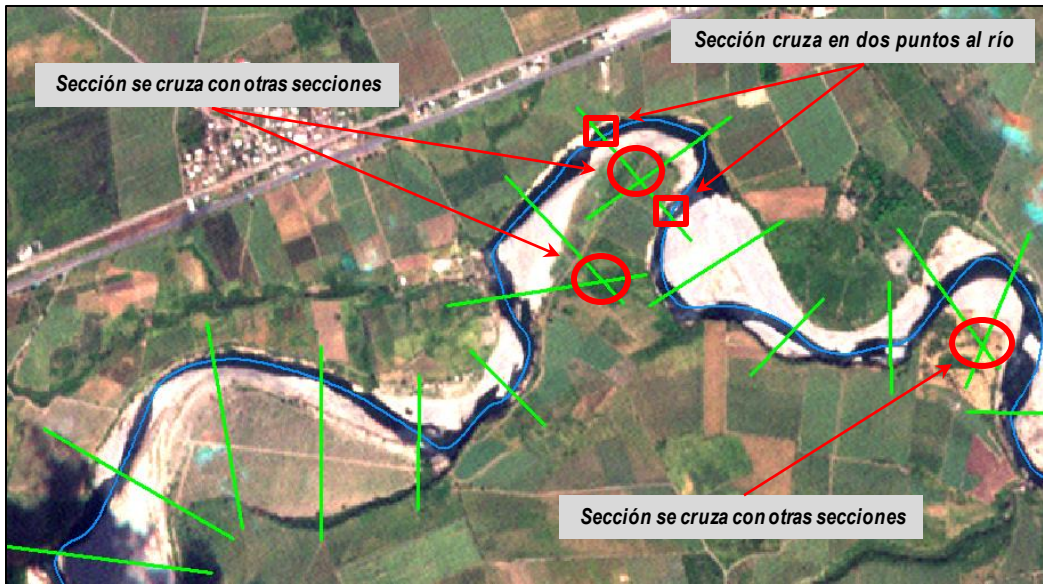 Sección cruza en dos puntos al río
Sección se cruza con otras secciones
Sección se cruza con otras secciones